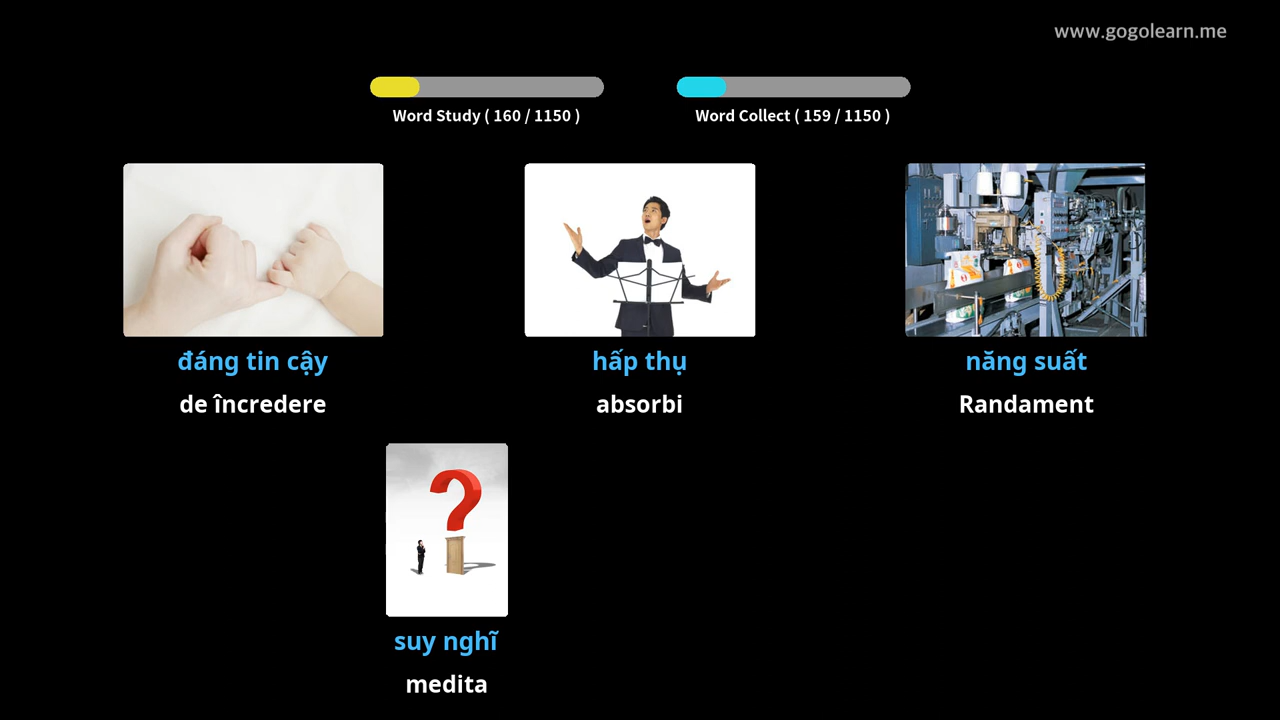 www.gogolearn.me
Word Study ( 160 / 1150 )
Word Collect ( 159 / 1150 )
đáng tin cậy
hấp thụ
năng suất
de încredere
absorbi
Randament
suy nghĩ
medita